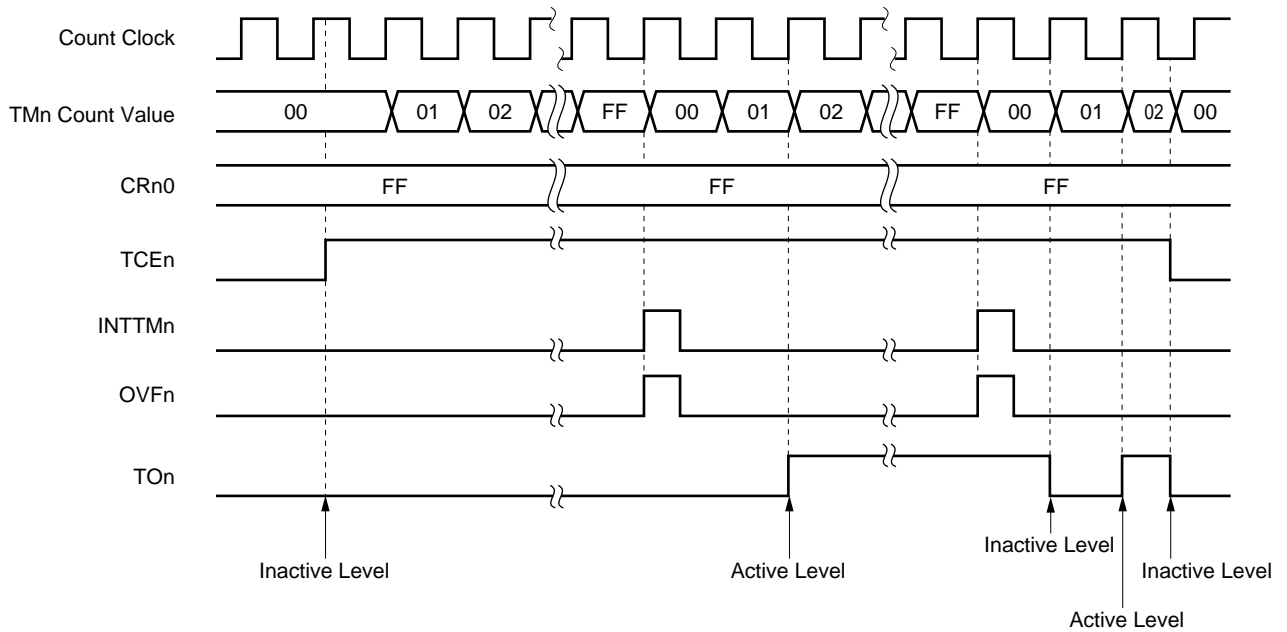 Count Clock
TMn Count Value 00 01 02 FF 00 01 02 FF 00 01 02 00
CRn0 FF FF FF
TCEn
INTTMn
OVFn
TOn
Inactive Level
Inactive Level Active Level Inactive Level
Active Level